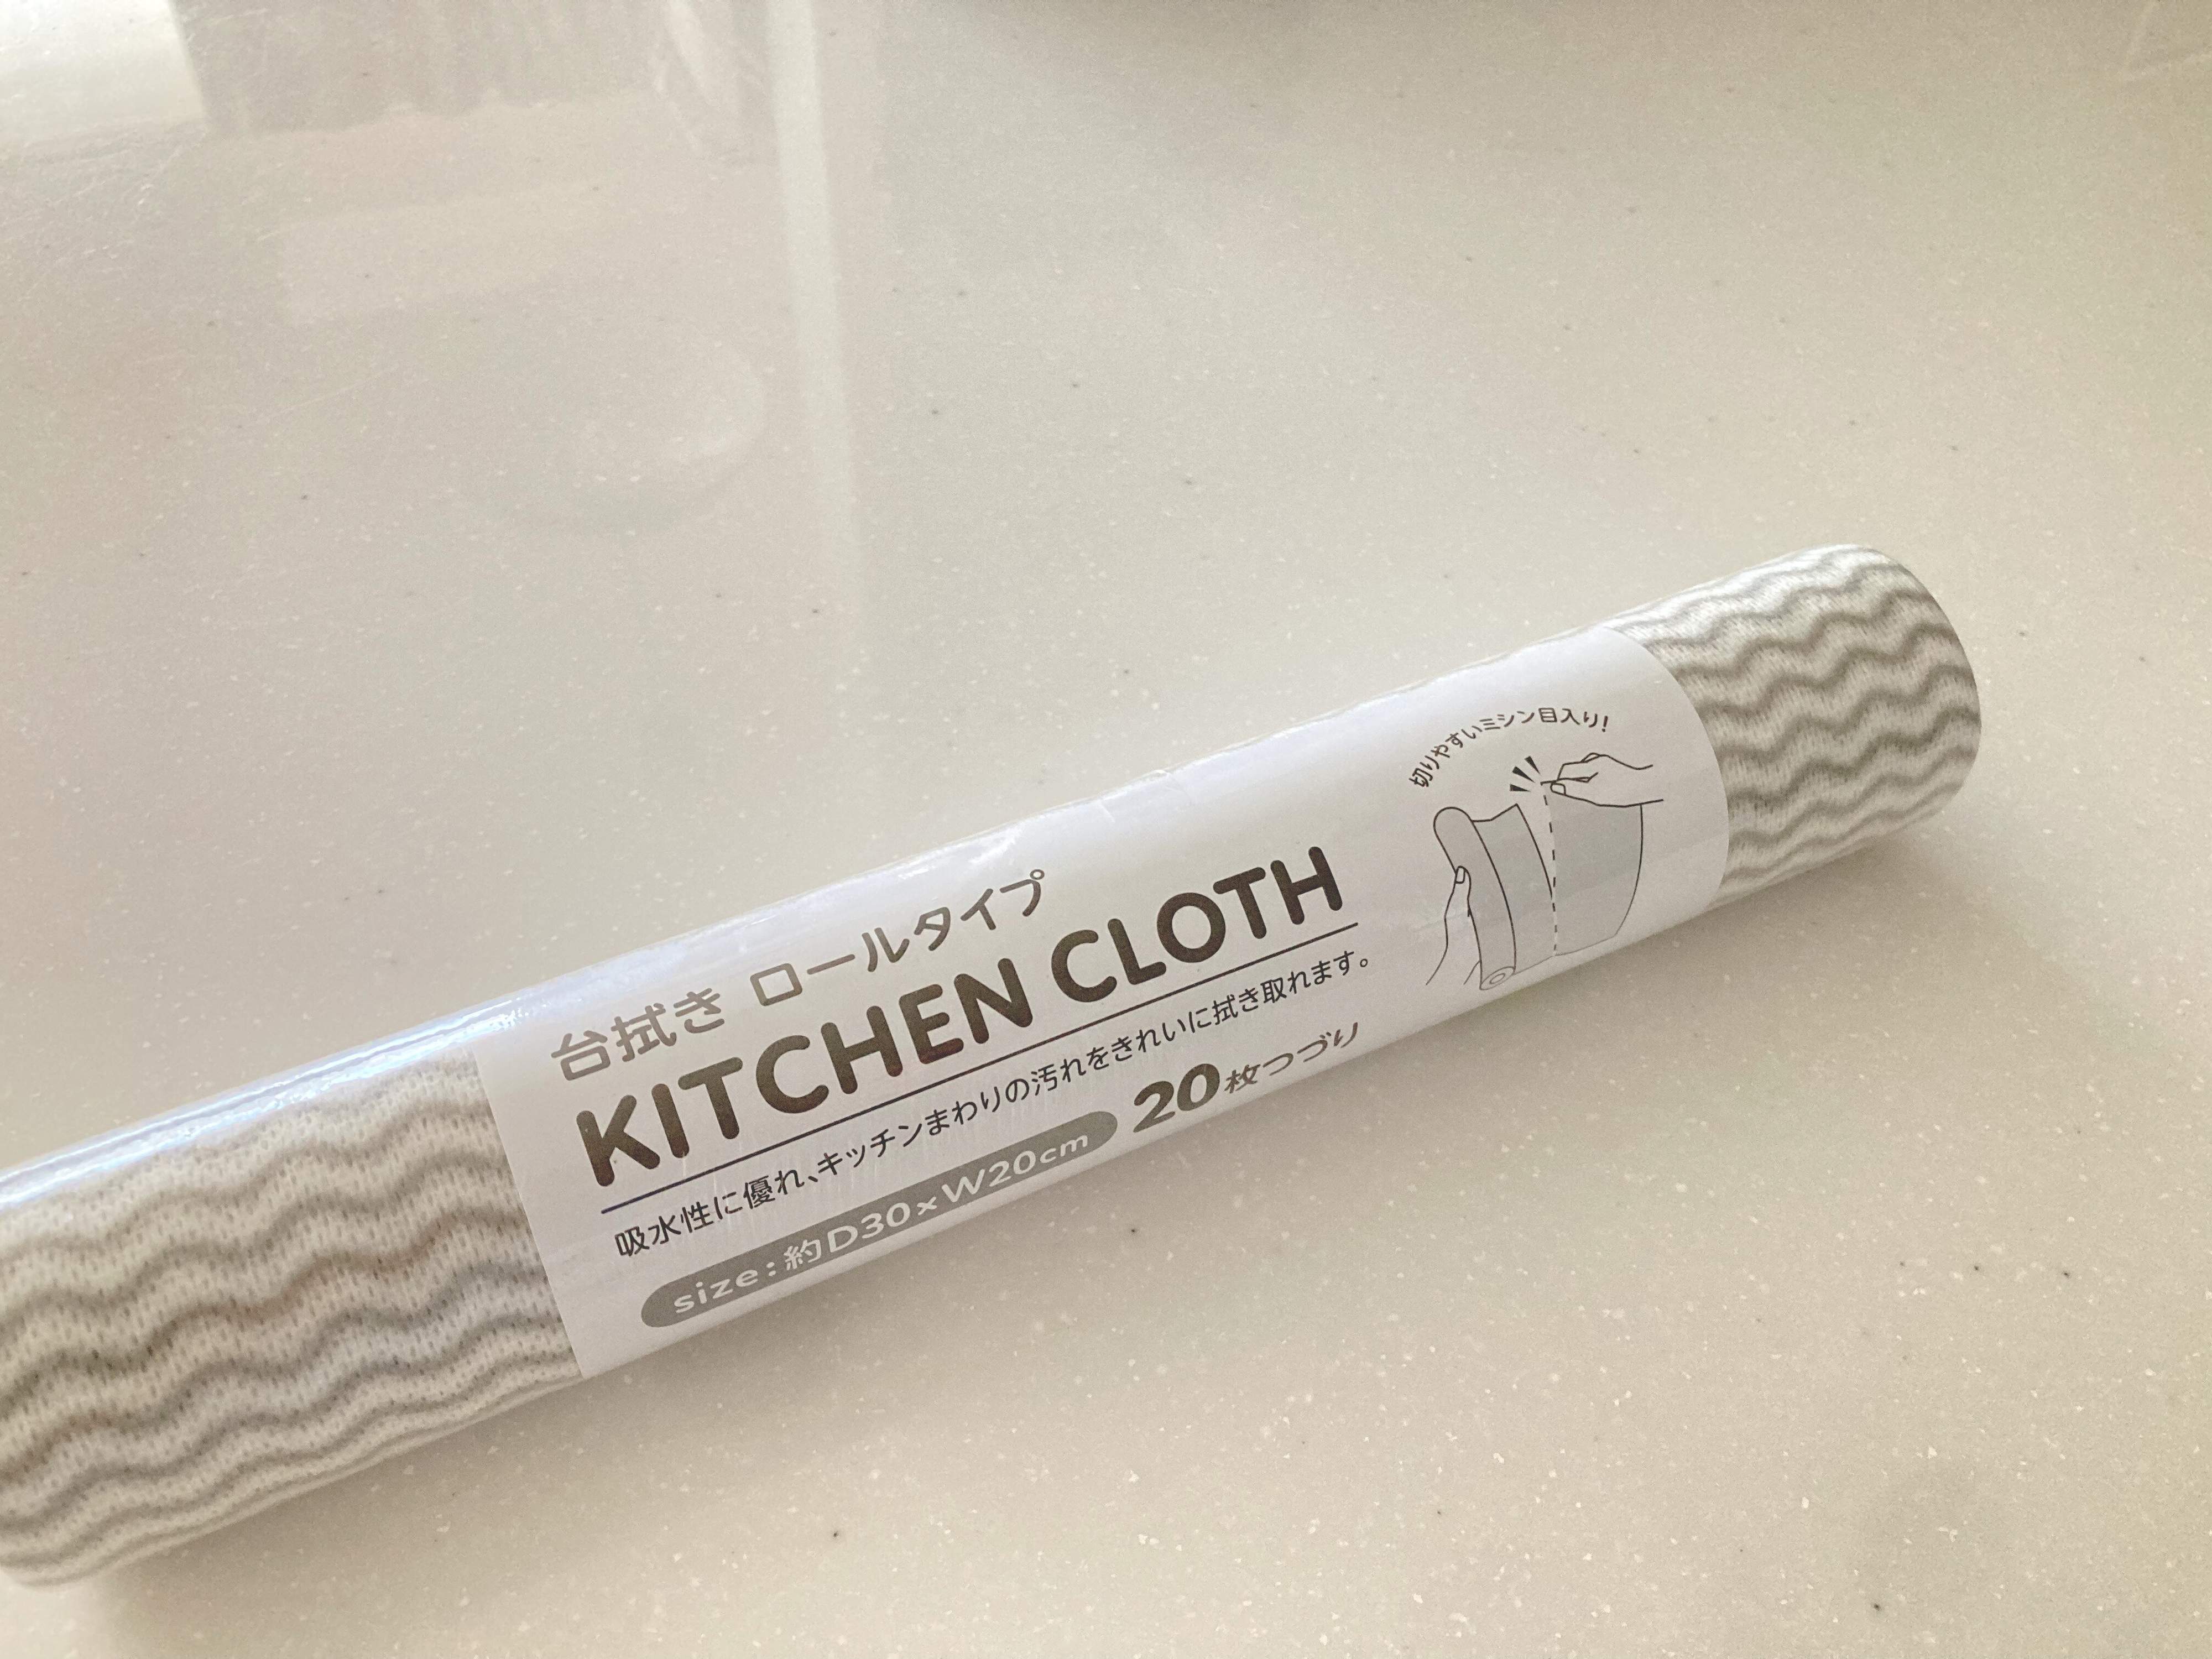 台拭き ロールタイプ
KITCHEN CLOTH
吸水性に優れ、キッチンまわりの汚れをきれいに拭き取れます。
size:約D30×W20cm 20枚つづり
切りやすいミシン目入り!